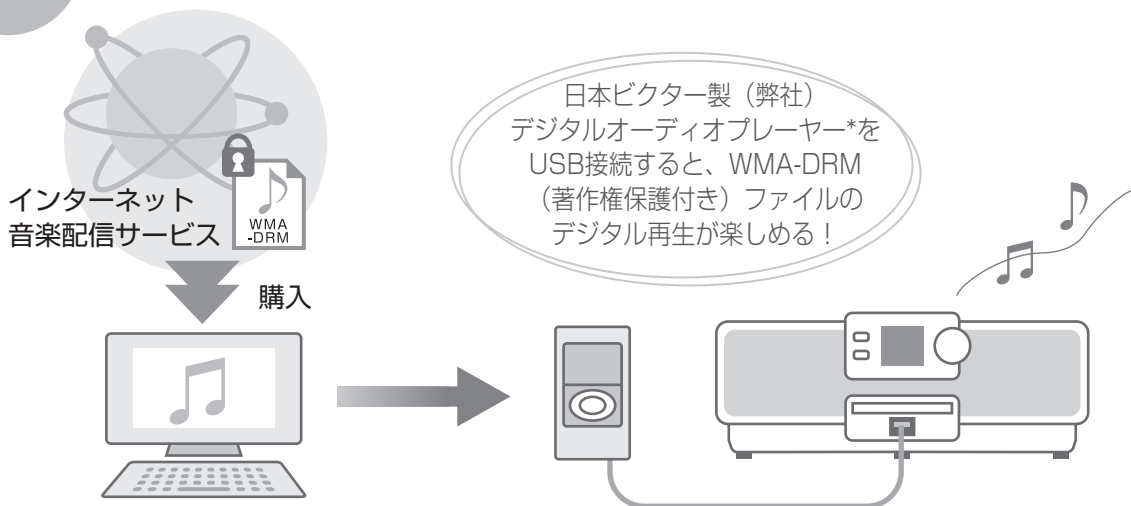 日本ビクター製（弊社）
デジタルオーディオプレーヤー*を
USB接続すると、WMA-DRM
（著作権保護付き）ファイルの
デジタル再生が楽しめる！
インターネット
音楽配信サービス
WMA
-DRM
購入